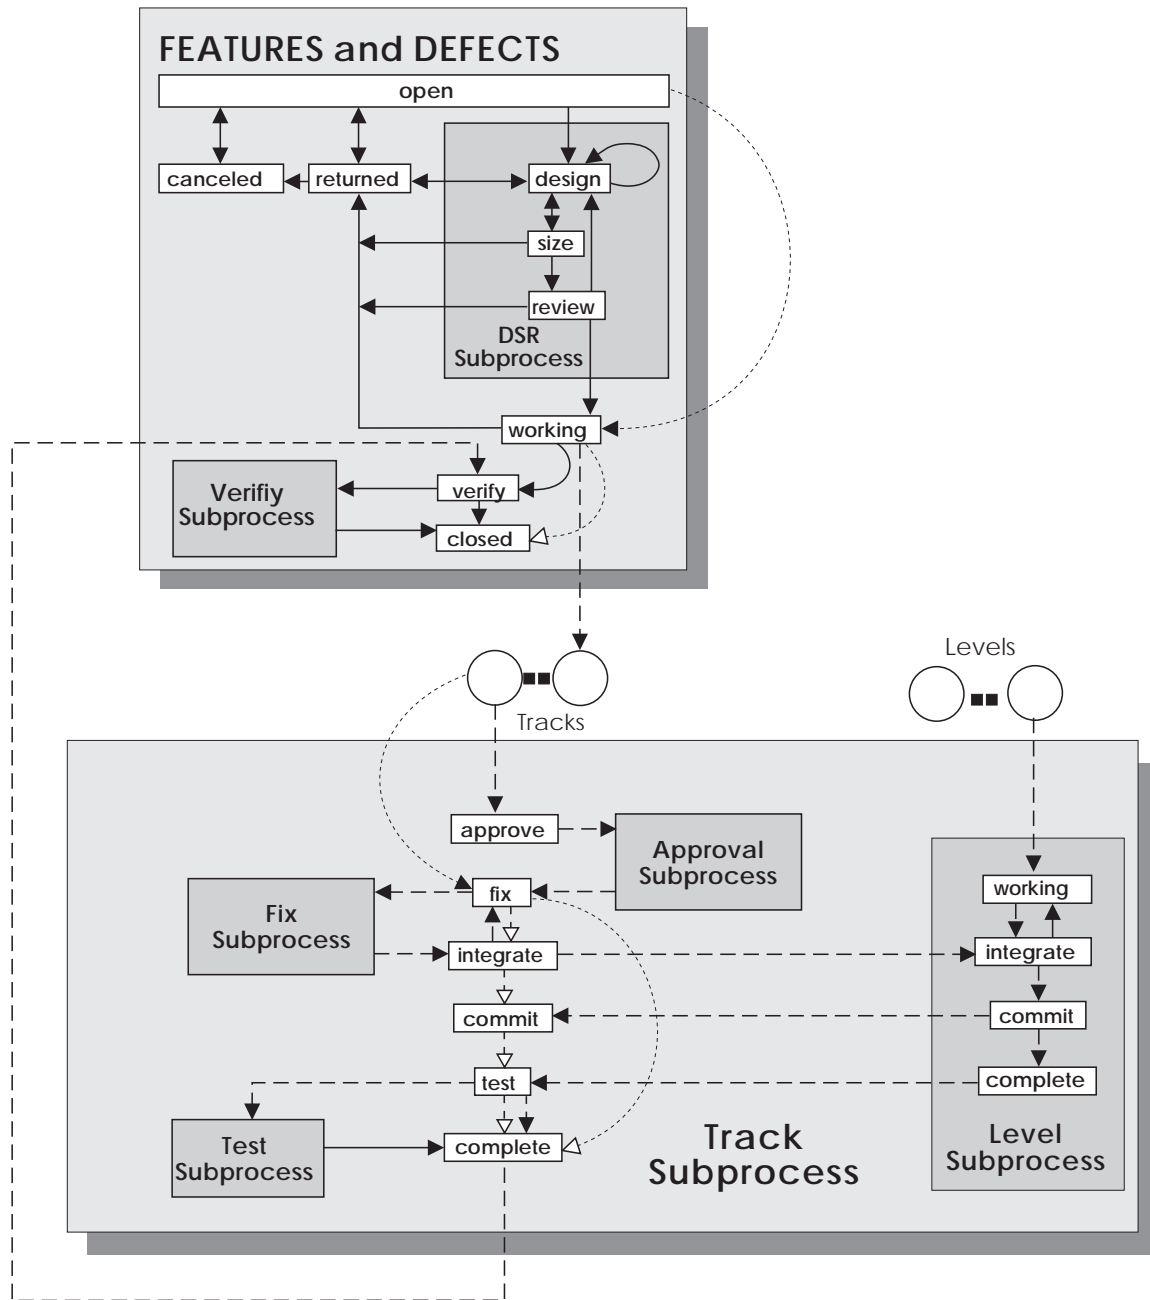 FEATURES and DEFECTS
open
canceled
returned
design
size
review
DSR
Subprocess
working
Verifiy
Subprocess
verify
closed
Levels
Tracks
approve
Approval
Subprocess
working
fix
Fix
Subprocess
integrate
integrate
commit
commit
test
complete
Test
Subprocess
complete
Track
Subprocess
Level
Subprocess